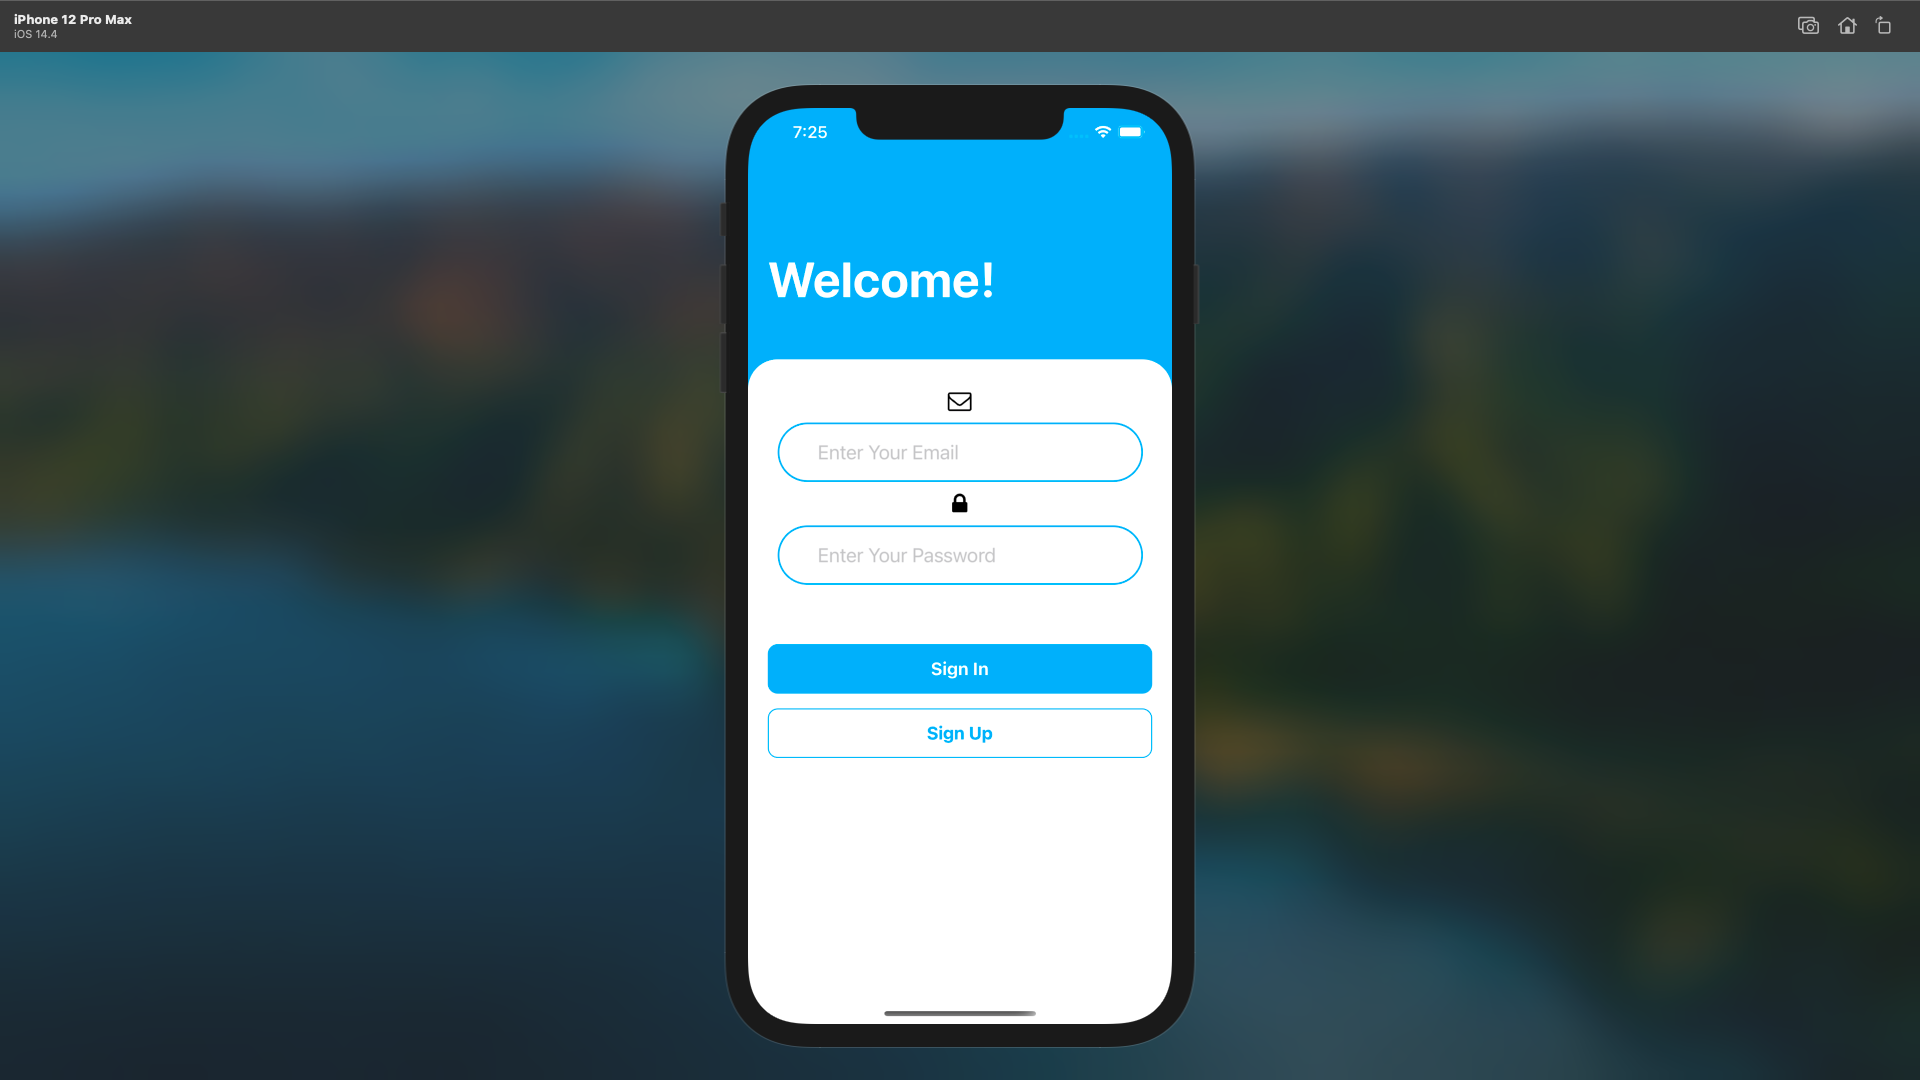 iPhone 12 Pro Max
iOS 14.4
7:25
Welcome!
Enter Your Email
Enter Your Password
Sign In
Sign Up